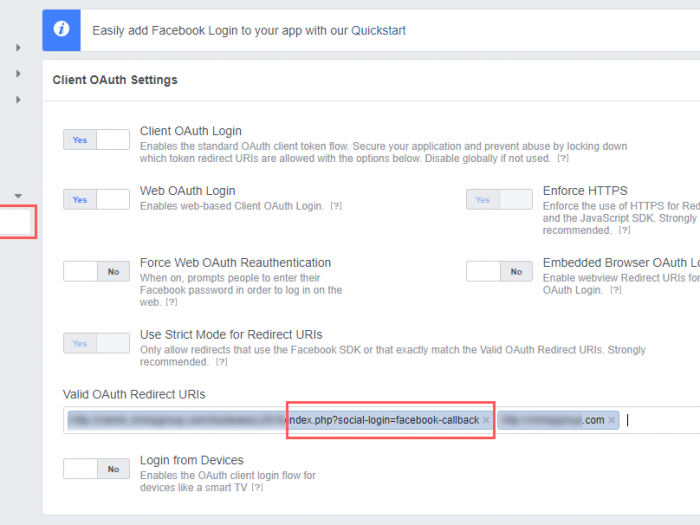 Easily add Facebook Login to your app with our Quickstart
Client OAuth Settings
Yes
Client OAuth Login
Enables the standard OAuth client token flow. Secure your application and prevent abuse by locking down
which token redirect URIs are allowed with the options below. Disable globally if not used. [?]
Yes
Web OAuth Login
Enables web-based Client OAuth Login. [?]
Yes
Enforce HTTPS
Enforce the use of HTTPS for Red
and the JavaScript SDK. Strongly
recommended. [?]
No
Force Web OAuth Reauthentication
When on, prompts people to enter their
Facebook password in order to log in on the
web. [?]
No
Embedded Browser OAuth Lo
Enable webview Redirect URIs for
OAuth Login. [?]
Yes
Use Strict Mode for Redirect URIs
Only allow redirects that use the Facebook SDK or that exactly match the Valid OAuth Redirect URIs. Strongly
recommended. [?]
Valid OAuth Redirect URIs
index.php?social-login=facebook-callback × .com ×
No
Login from Devices
Enables the OAuth client login flow for
devices like a smart TV [?]